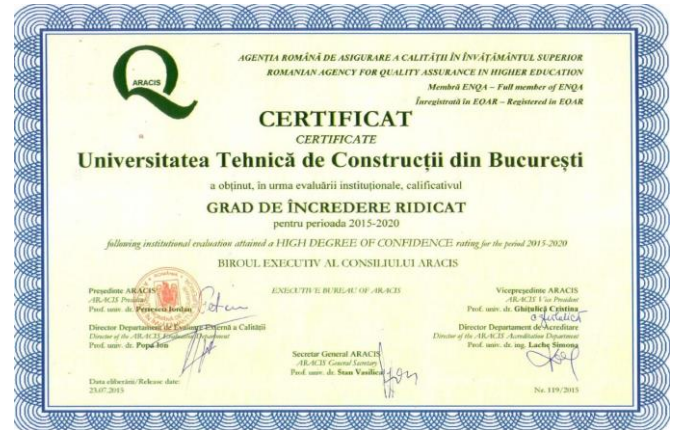 ARACIS
AGENȚIA ROMÂNĂ DE ASIGURARE A CALITĂȚII ÎN ÎNVĂȚĂMÂNTUL SUPERIOR
ROMANIAN AGENCY FOR QUALITY ASSURANCE IN HIGHER EDUCATION
Membră ENQA – Full member of ENQA
Înregistrată în EQAR – Registered in EQAR
CERTIFICAT
CERTIFICATE
Universitatea Tehnică de Construcții din București
a obținut, în urma evaluării instituționale, calificativul
GRAD DE ÎNCREDERE RIDICAT
pentru perioada 2015-2020
following institutional evaluation attained a HIGH DEGREE OF CONFIDENCE rating for the period 2015-2020
BIROUL EXECUTIV AL CONSILIULUI ARACIS
EXECUTIVE BUREAU OF ARACIS
Președinte ARACIS
ARACIS President
Prof. univ. dr. Petrescu Iordan
Vicepreședinte ARACIS
ARACIS Vice President
Prof. univ. dr. Ghițulică Cristina
Director Departament de Evaluare Externă a Calității
Director of the ARACIS Evaluation Department
Prof. univ. dr. Popa Ion
Director Departament de Acreditare
Director of the ARACIS Accreditation Department
Prof. univ. dr. ing. Lache Simona
Secretar General ARACIS
ARACIS General Secretary
Prof. univ. dr. Stan Vasilica
Data eliberării/Release date:
23.07.2015
Nr. 119/2015